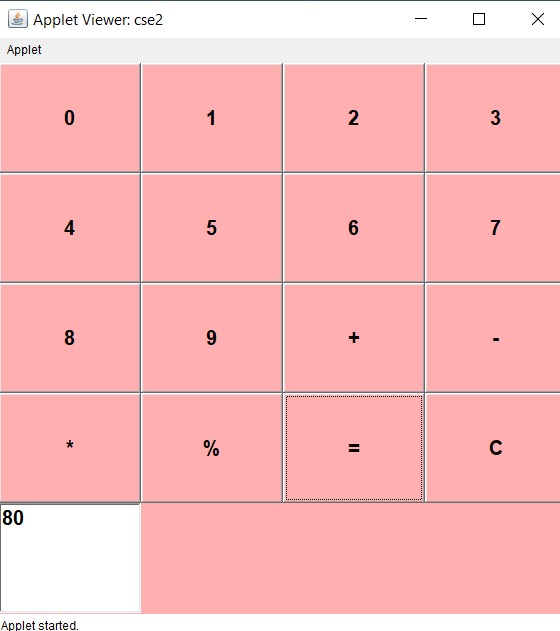 Applet Viewer: cse2
Applet
0 1 2 3
4 5 6 7
8 9 + -
* % = C
80
Applet started.